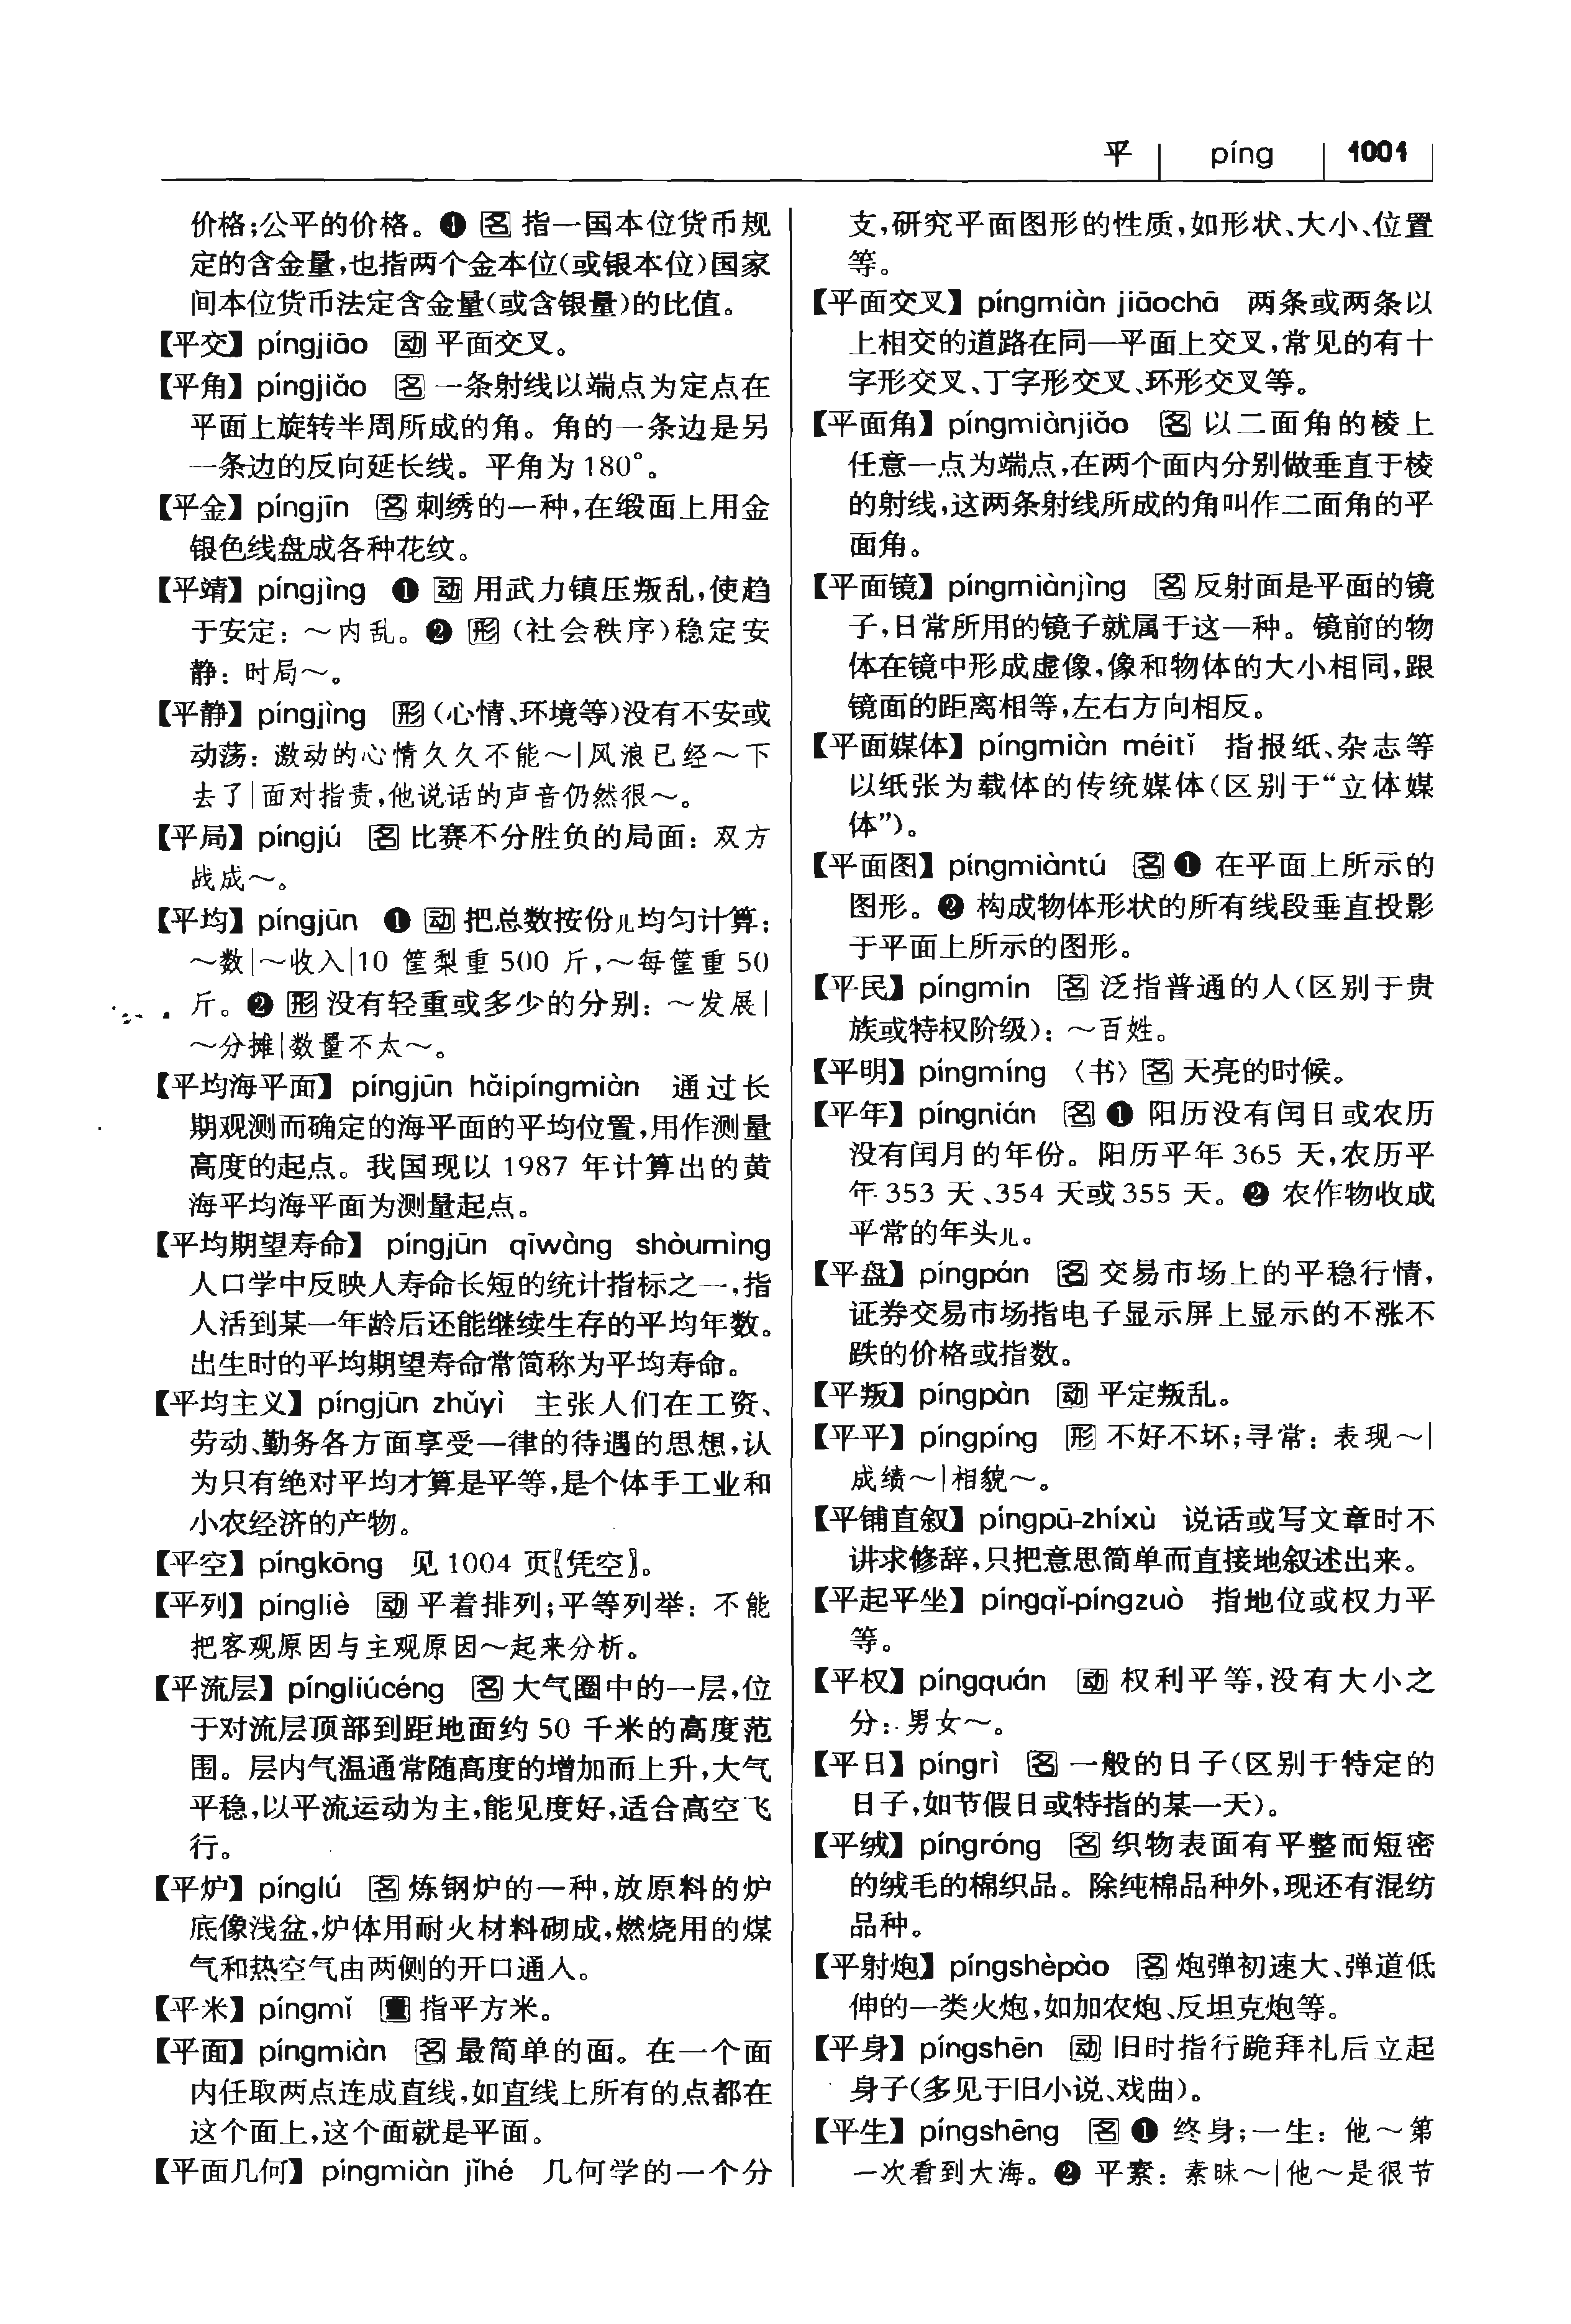 平 | píng | 1001
价格;公平的价格。❹ 名 指一国本位货币规
定的含金量,也指两个金本位(或银本位)国家
间本位货币法定含金量(或含银量)的比值。
【平交】píngjiāo 动 平面交叉。
【平角】píngjiǎo 名 一条射线以端点为定点在
平面上旋转半周所成的角。角的一条边是另
一条边的反向延长线。平角为180°。
【平金】píngjīn 名 刺绣的一种,在缎面上用金
银色线盘成各种花纹。
【平靖】píngjìng ❶ 动 用武力镇压叛乱,使趋
于安定:~内乱。❷ 形 (社会秩序)稳定安
静:时局~。
【平静】píngjìng 形 (心情、环境等)没有不安或
动荡:激动的心情久久不能~|风浪已经~下
去了|面对指责,他说话的声音仍然很~。
【平局】píngjú 名 比赛不分胜负的局面:双方
战成~。
【平均】píngjūn ❶ 动 把总数按份儿均匀计算:
~数|~收入|10 筐梨重 500 斤,~每筐重 50
斤。❷ 形 没有轻重或多少的分别:~发展|
~分摊|数量不太~。
【平均海平面】píngjūn hǎipíngmiàn 通过长
期观测而确定的海平面的平均位置,用作测量
高度的起点。我国现以 1987 年计算出的黄
海平均海平面为测量起点。
【平均期望寿命】píngjūn qīwàng shòumìng
人口学中反映人寿命长短的统计指标之一,指
人活到某一年龄后还能继续生存的平均年数。
出生时的平均期望寿命常简称为平均寿命。
【平均主义】píngjūn zhǔyì 主张人们在工资、
劳动、勤务各方面享受一律的待遇的思想,认
为只有绝对平均才算是平等,是个体手工业和
小农经济的产物。
【平空】píngkōng 见 1004 页〖凭空〗。
【平列】píngliè 动 平着排列;平等列举:不能
把客观原因与主观原因~起来分析。
【平流层】píngliúcéng 名 大气圈中的一层,位
于对流层顶部到距地面约 50 千米的高度范
围。层内气温通常随高度的增加而上升,大气
平稳,以平流运动为主,能见度好,适合高空飞
行。
【平炉】pínglú 名 炼钢炉的一种,放原料的炉
底像浅盆,炉体用耐火材料砌成,燃烧用的煤
气和热空气由两侧的开口通入。
【平米】píngmǐ 量 指平方米。
【平面】píngmiàn 名 最简单的面。在一个面
内任取两点连成直线,如直线上所有的点都在
这个面上,这个面就是平面。
【平面几何】píngmiàn jǐhé 几何学的一个分
支,研究平面图形的性质,如形状、大小、位置
等。
【平面交叉】píngmiàn jiāochā 两条或两条以
上相交的道路在同一平面上交叉,常见的有十
字形交叉、丁字形交叉、环形交叉等。
【平面角】píngmiànjiǎo 名 以二面角的棱上
任意一点为端点,在两个面内分别做垂直于棱
的射线,这两条射线所成的角叫作二面角的平
面角。
【平面镜】píngmiànjìng 名 反射面是平面的镜
子,日常所用的镜子就属于这一种。镜前的物
体在镜中形成虚像,像和物体的大小相同,跟
镜面的距离相等,左右方向相反。
【平面媒体】píngmiàn méitǐ 指报纸、杂志等
以纸张为载体的传统媒体(区别于“立体媒
体”)。
【平面图】píngmiàntú 名 ❶ 在平面上所示的
图形。❷ 构成物体形状的所有线段垂直投影
于平面上所示的图形。
【平民】píngmín 名 泛指普通的人(区别于贵
族或特权阶级):~百姓。
【平明】píngmíng 〈书〉名 天亮的时候。
【平年】píngnián 名 ❶ 阳历没有闰日或农历
没有闰月的年份。阳历平年 365 天,农历平
年 353 天、354 天或 355 天。❷ 农作物收成
平常的年头儿。
【平盘】píngpán 名 交易市场上的平稳行情,
证券交易市场指电子显示屏上显示的不涨不
跌的价格或指数。
【平叛】píngpàn 动 平定叛乱。
【平平】píngpíng 形 不好不坏;寻常:表现~|
成绩~|相貌~。
【平铺直叙】píngpū-zhíxù 说话或写文章时不
讲求修辞,只把意思简单而直接地叙述出来。
【平起平坐】píngqǐ-píngzuò 指地位或权力平
等。
【平权】píngquán 动 权利平等,没有大小之
分:男女~。
【平日】píngrì 名 一般的日子(区别于特定的
日子,如节假日或特指的某一天)。
【平绒】píngróng 名 织物表面有平整而短密
的绒毛的棉织品。除纯棉品种外,现还有混纺
品种。
【平射炮】píngshèpào 名 炮弹初速大、弹道低
伸的一类火炮,如加农炮、反坦克炮等。
【平身】píngshēn 动 旧时指行跪拜礼后立起
身子(多见于旧小说、戏曲)。
【平生】píngshēng 名 ❶ 终身;一生:他~第
一次看到大海。❷ 平素:素昧~|他~是很节